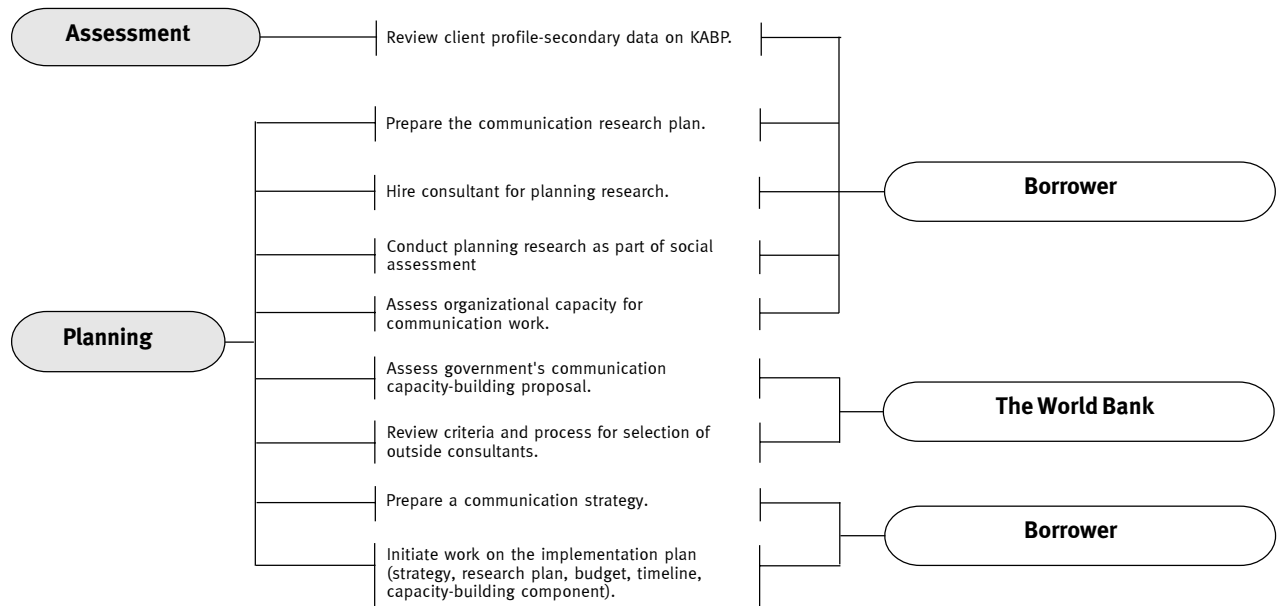 Assessment
Review client profile-secondary data on KABP.
Prepare the communication research plan.
Hire consultant for planning research.
Borrower
Conduct planning research as part of social
assessment
Assess organizational capacity for
communication work.
Planning
Assess government's communication
capacity-building proposal.
The World Bank
Review criteria and process for selection of
outside consultants.
Prepare a communication strategy.
Borrower
Initiate work on the implementation plan
(strategy, research plan, budget, timeline,
capacity-building component).